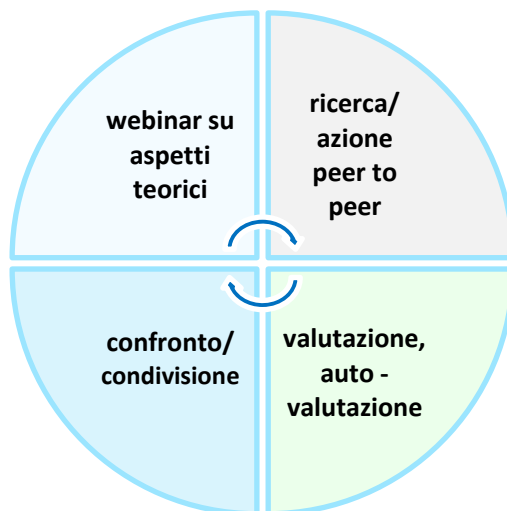 webinar su
aspetti
teorici
ricerca/
azione
peer to
peer
confronto/
condivisione
valutazione,
auto -
valutazione